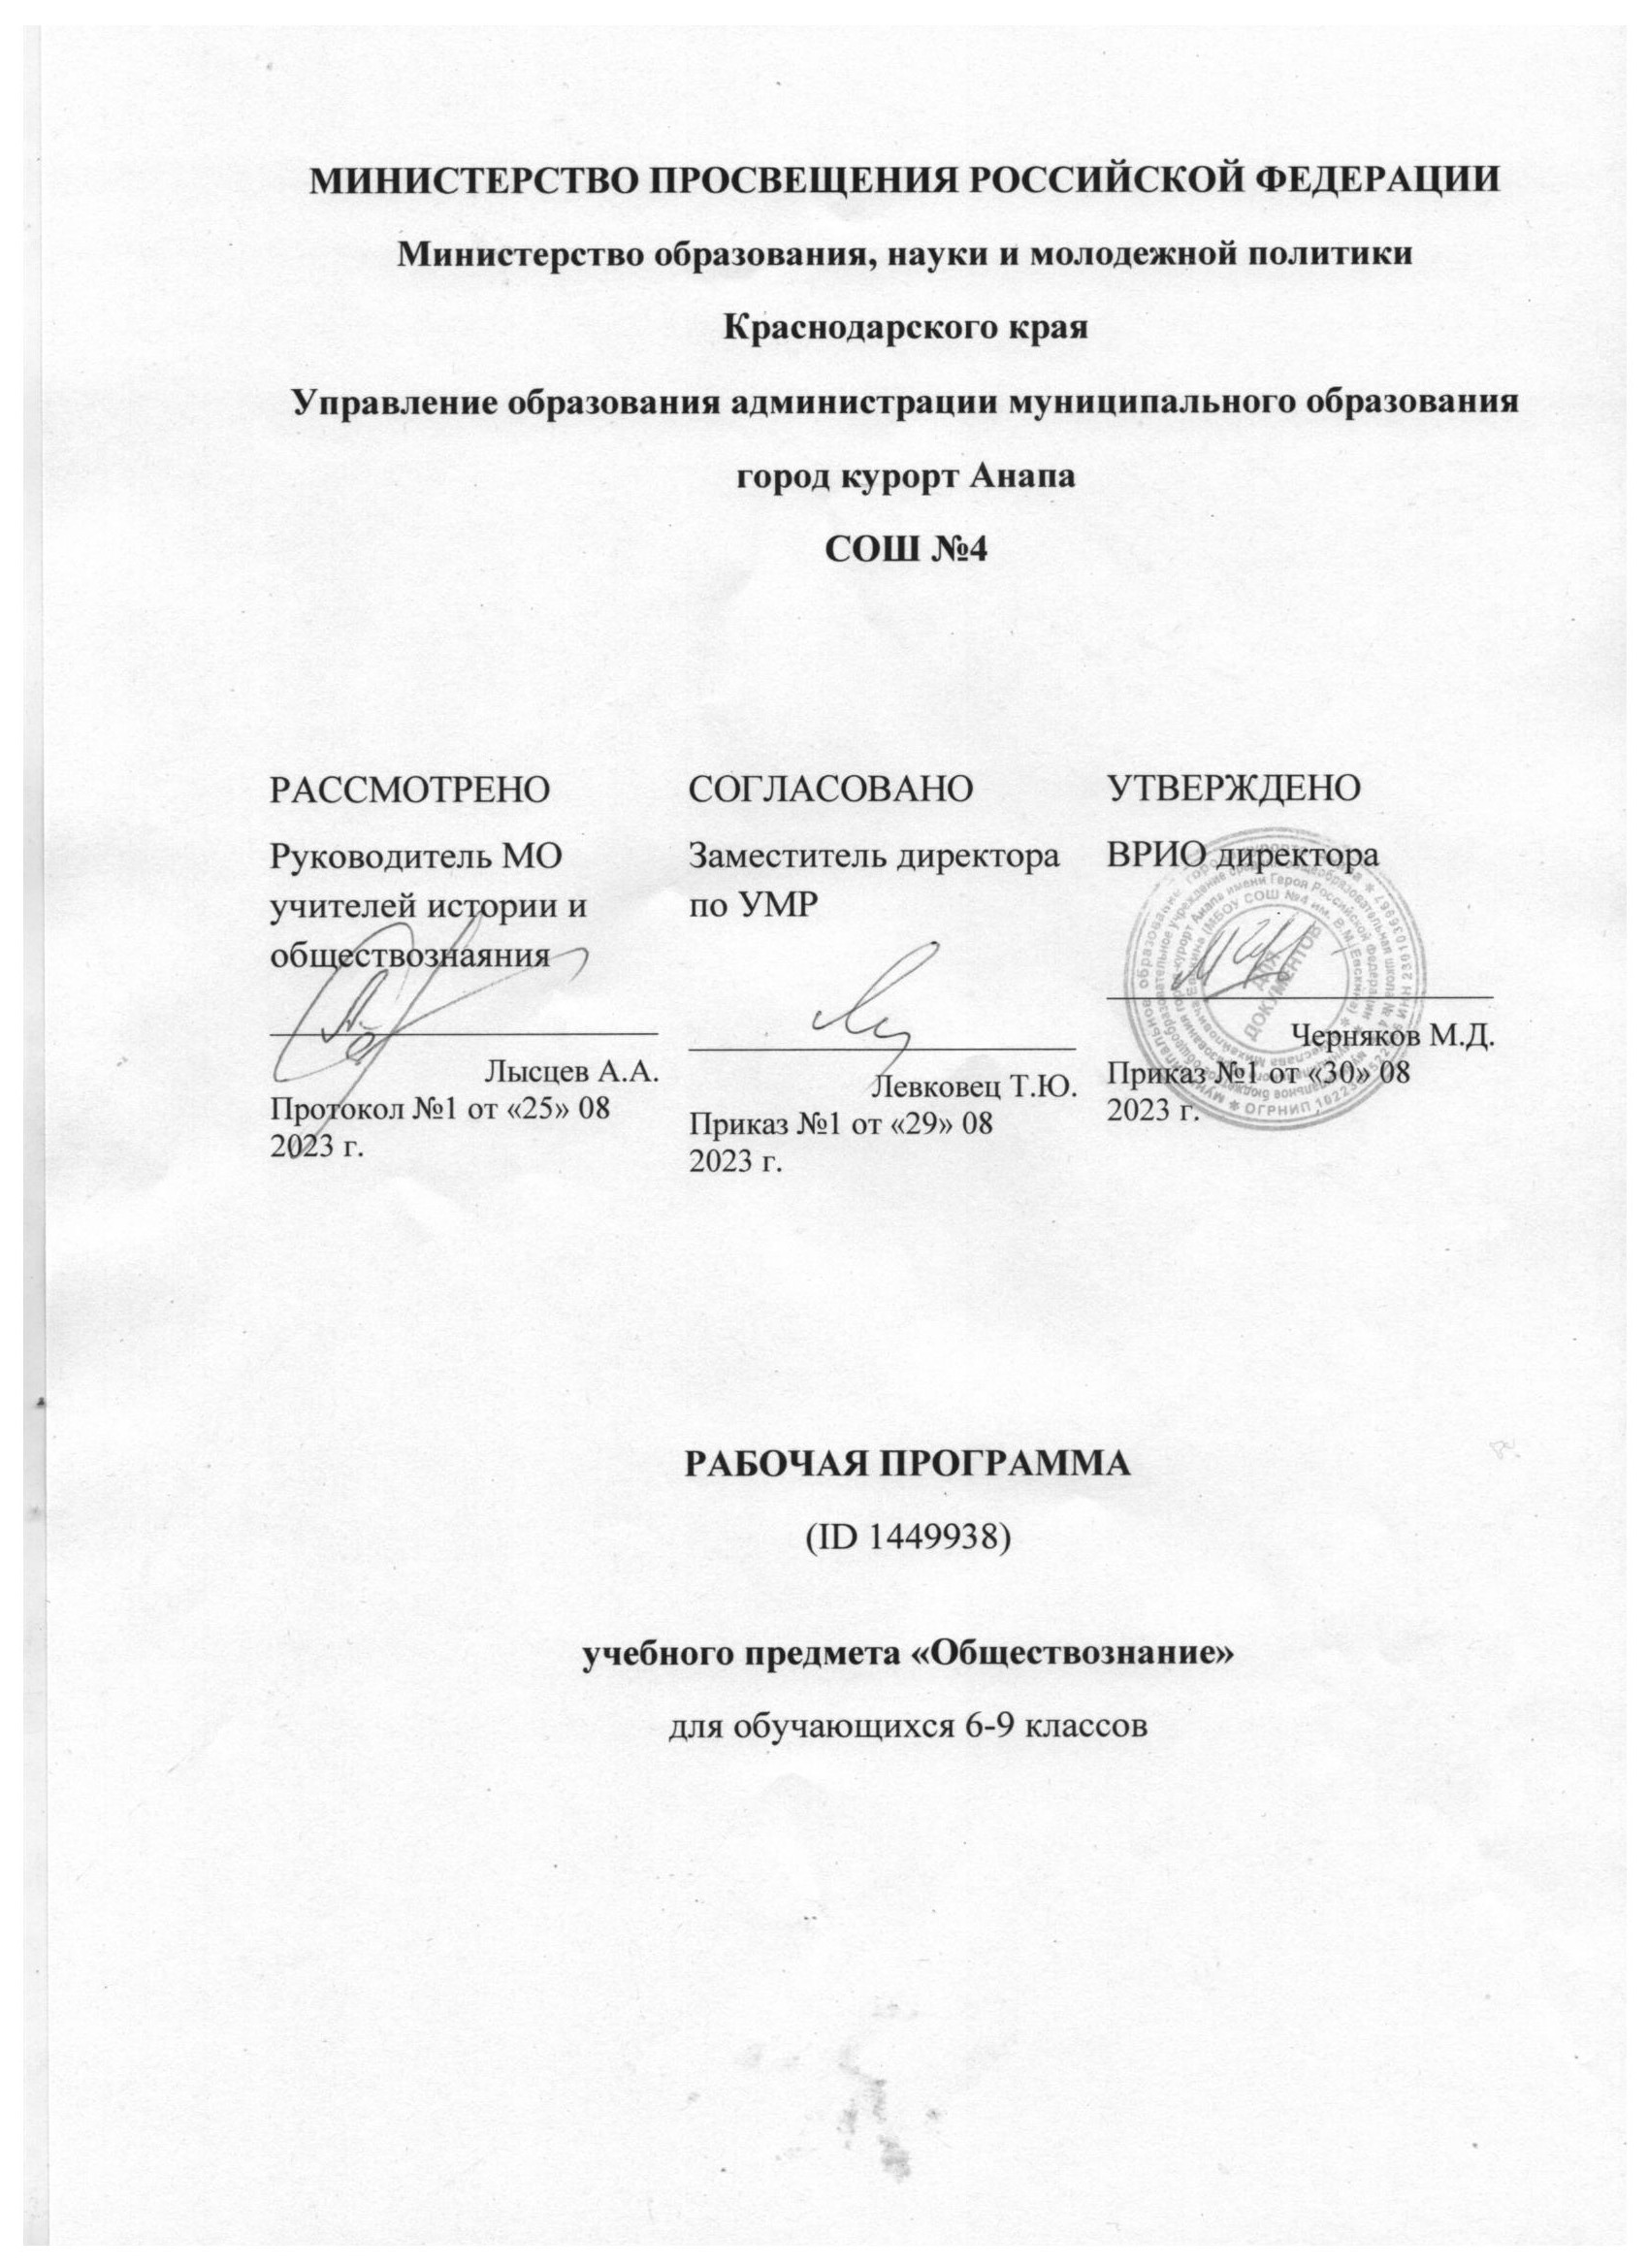 МИНИСТЕРСТВО ПРОСВЕЩЕНИЯ РОССИЙСКОЙ ФЕДЕРАЦИИ
Министерство образования, науки и молодежной политики
Краснодарского края
Управление образования администрации муниципального образования
город курорт Анапа
СОШ №4
РАССМОТРЕНО
Руководитель МО
учителей истории и
обществознаяния
Лысцев А.А.
Протокол №1 от «25» 08
2023 г.
СОГЛАСОВАНО
Заместитель директора
по УМР
Левковец Т.Ю.
Приказ №1 от «29» 08
2023 г.
УТВЕРЖДЕНО
ВРИО директора
Черняков М.Д.
Приказ №1 от «30» 08
2023 г.
ДЛЯ
ДОКУМЕНТОВ
РАБОЧАЯ ПРОГРАММА
(ID 1449938)
учебного предмета «Обществознание»
для обучающихся 6-9 классов